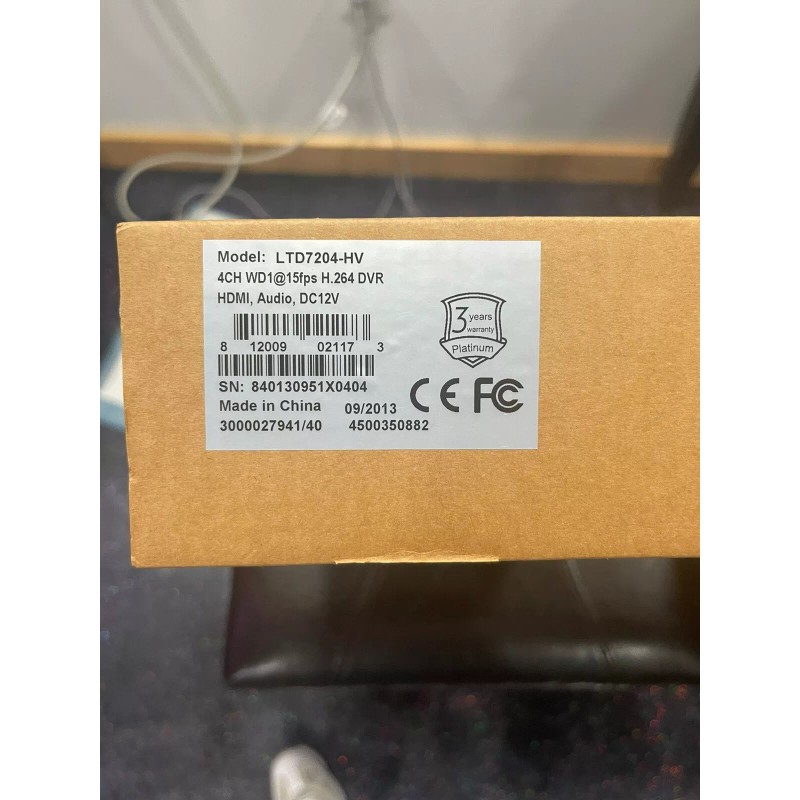 Model: LTD7204-HV
4CH WD1@15fps H.264 DVR
HDMI, Audio, DC12V
8 12009 02117 3
SN: 840130951X0404
Made in China 09/2013
3000027941/40 4500350882
3 years
warranty
Platinum
CE FC